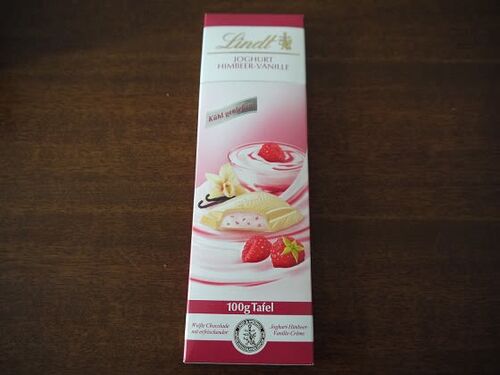 Lindt
JOGHURT
HIMBEER-VANILLE
Kühl genießen
100g Tafel
Weiße Chocolade
mit erfrischender
Joghurt-Himbeer
Vanille-Crème